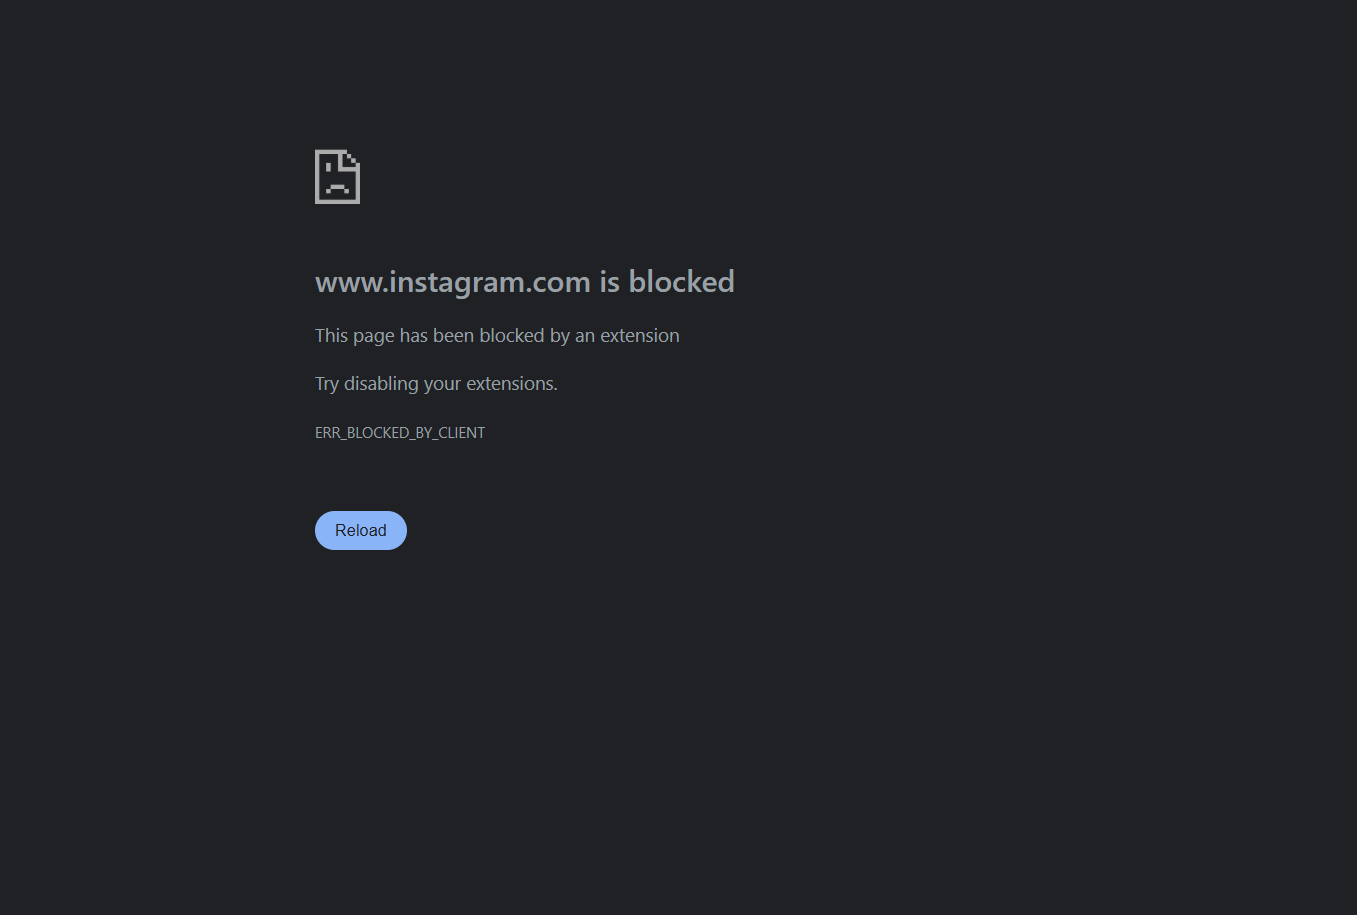 www.instagram.com is blocked
This page has been blocked by an extension
Try disabling your extensions.
ERR_BLOCKED_BY_CLIENT
Reload